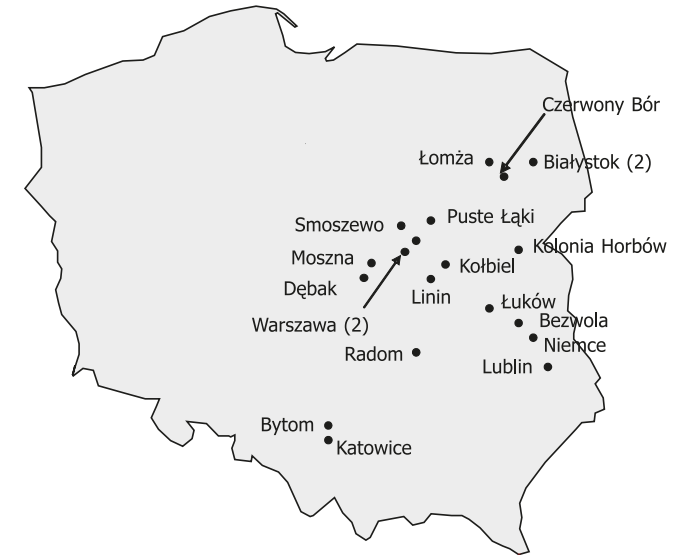 Czerwony Bór
Łomża
Białystok (2)
Smoszewo
Puste Łąki
Kolonia Horbów
Moszna
Kołbiel
Dębak
Linin
Łuków
Warszawa (2)
Bezwola
Niemce
Radom
Lublin
Bytom
Katowice